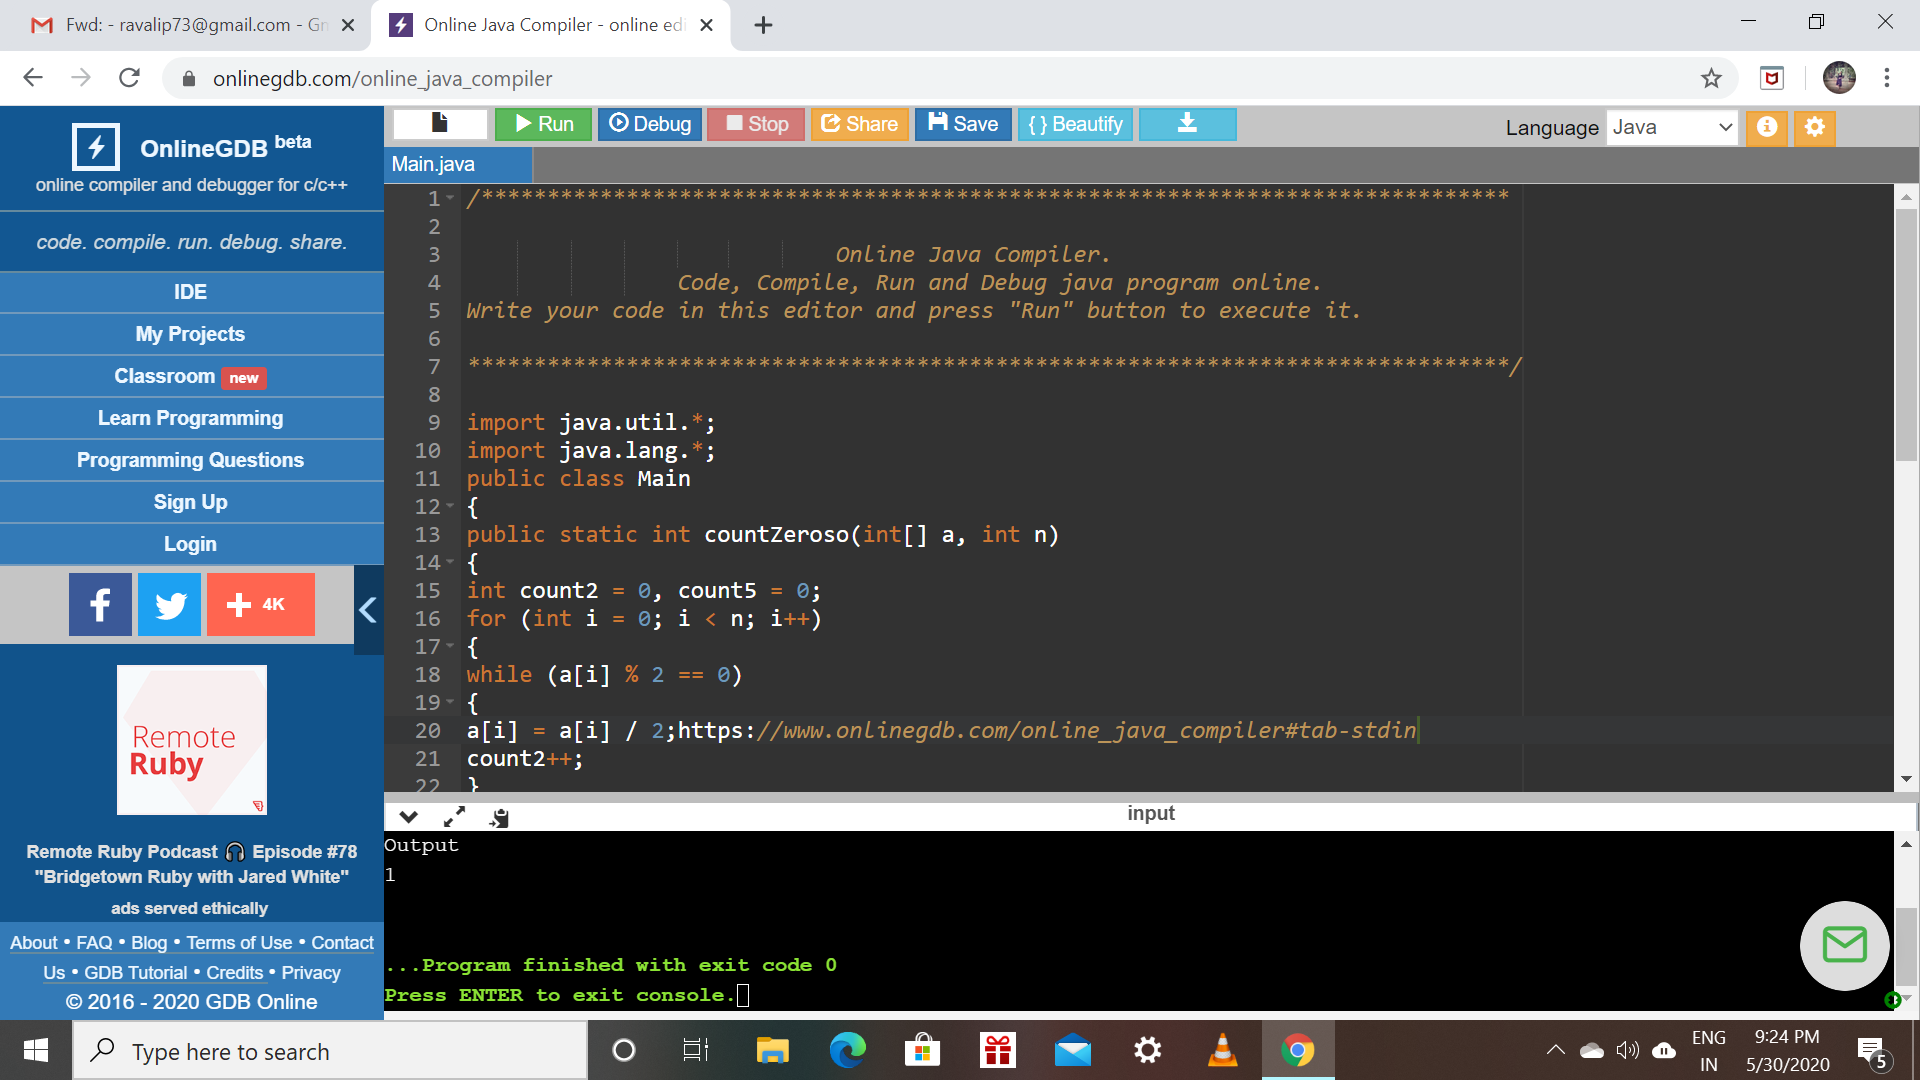 Fwd: - ravalip73@gmail.com - Gm
Online Java Compiler - online edi
onlinegdb.com/online_java_compiler
OnlineGDB beta
online compiler and debugger for c/c++
code. compile. run. debug. share.
IDE
My Projects
Classroom new
Learn Programming
Programming Questions
Sign Up
Login
4K
Remote
Ruby
Remote Ruby Podcast 🎧 Episode #78
"Bridgetown Ruby with Jared White"
ads served ethically
About • FAQ • Blog • Terms of Use • Contact
Us • GDB Tutorial • Credits • Privacy
© 2016 - 2020 GDB Online
Run Debug Stop Share Save { } Beautify
Language Java
Main.java
1 /******************************************************************************
2
3 Online Java Compiler.
4 Code, Compile, Run and Debug java program online.
5 Write your code in this editor and press "Run" button to execute it.
6
7 *******************************************************************************/
8
9 import java.util.*;
10 import java.lang.*;
11 public class Main
12 {
13 public static int countZeroso(int[] a, int n)
14 {
15 int count2 = 0, count5 = 0;
16 for (int i = 0; i < n; i++)
17 {
18 while (a[i] % 2 == 0)
19 {
20 a[i] = a[i] / 2;https://www.onlinegdb.com/online_java_compiler#tab-stdin
21 count2++;
22 }
input
Output
1
...Program finished with exit code 0
Press ENTER to exit console.
Type here to search
ENG
IN
9:24 PM
5/30/2020
5